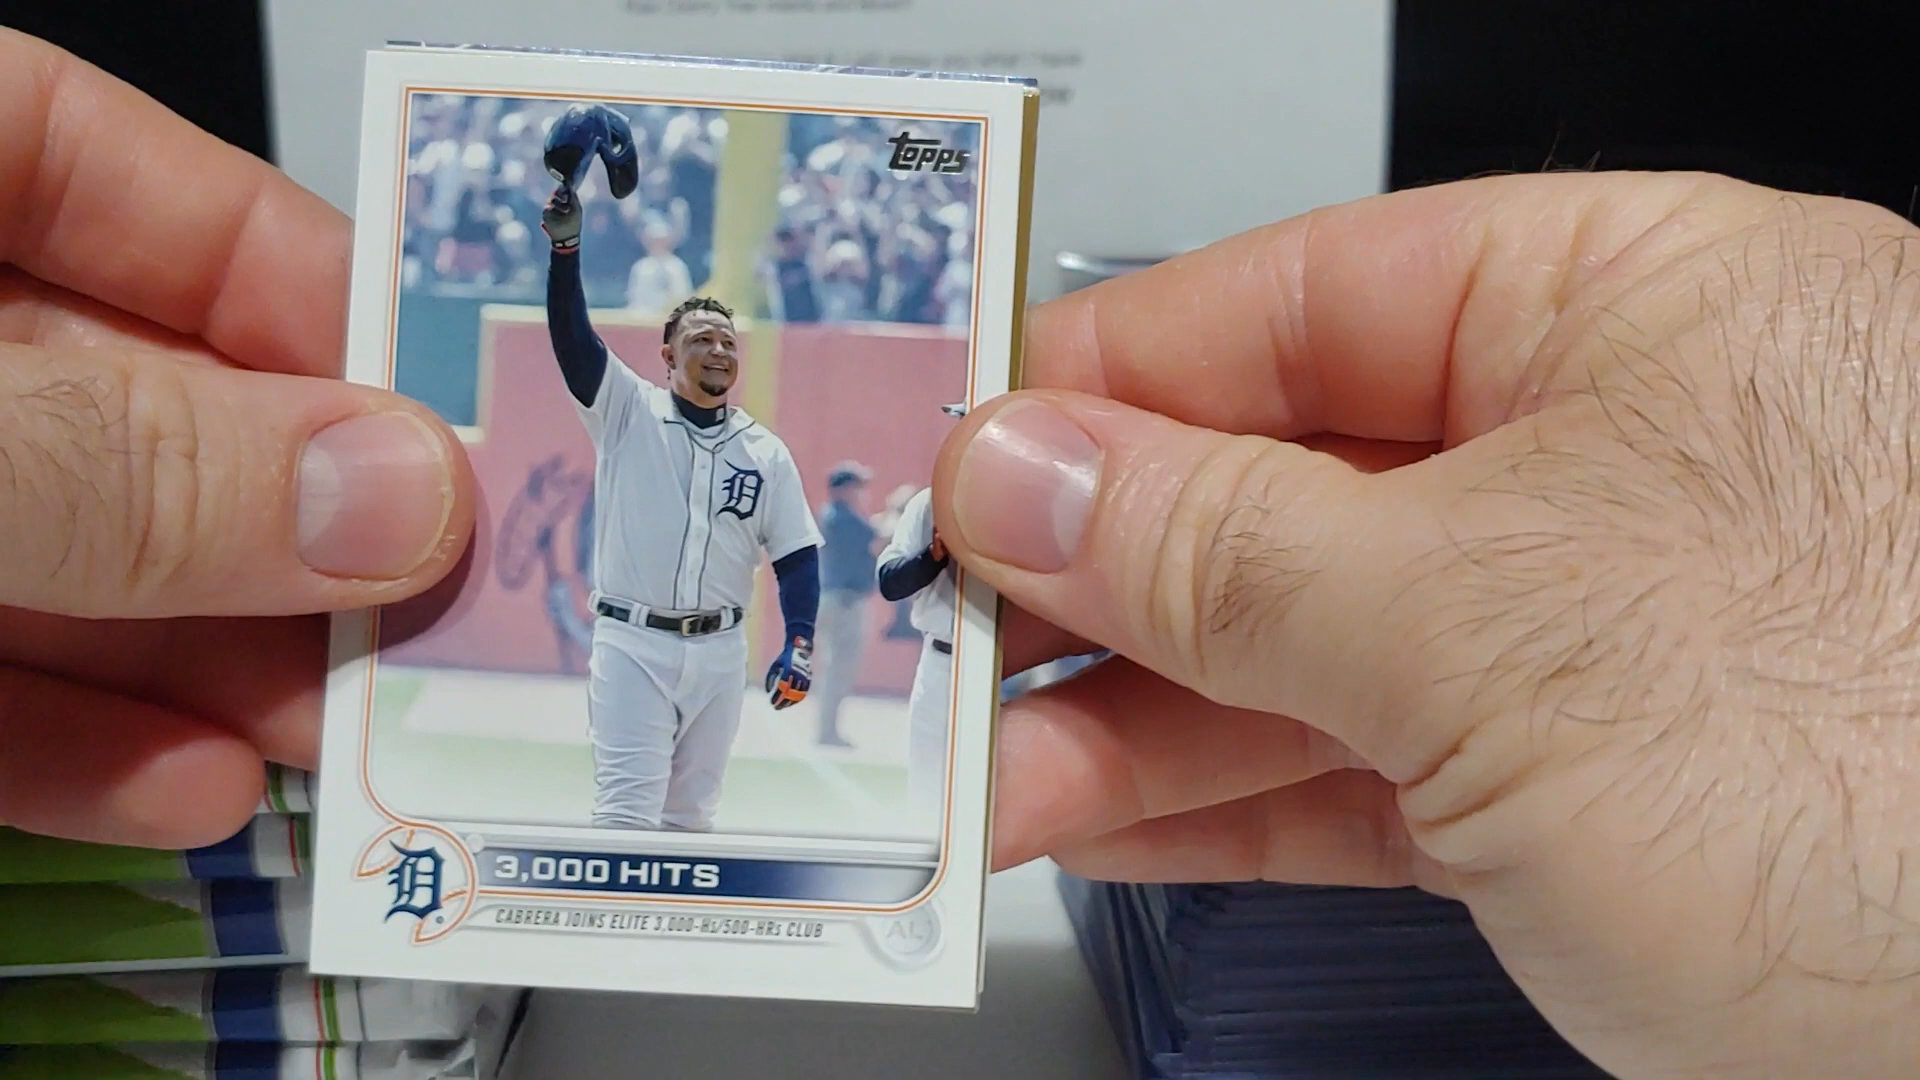 topps
D
3,000 HITS
D
CABRERA JOINS ELITE 3,000-Hs/500-HRs CLUB
AL